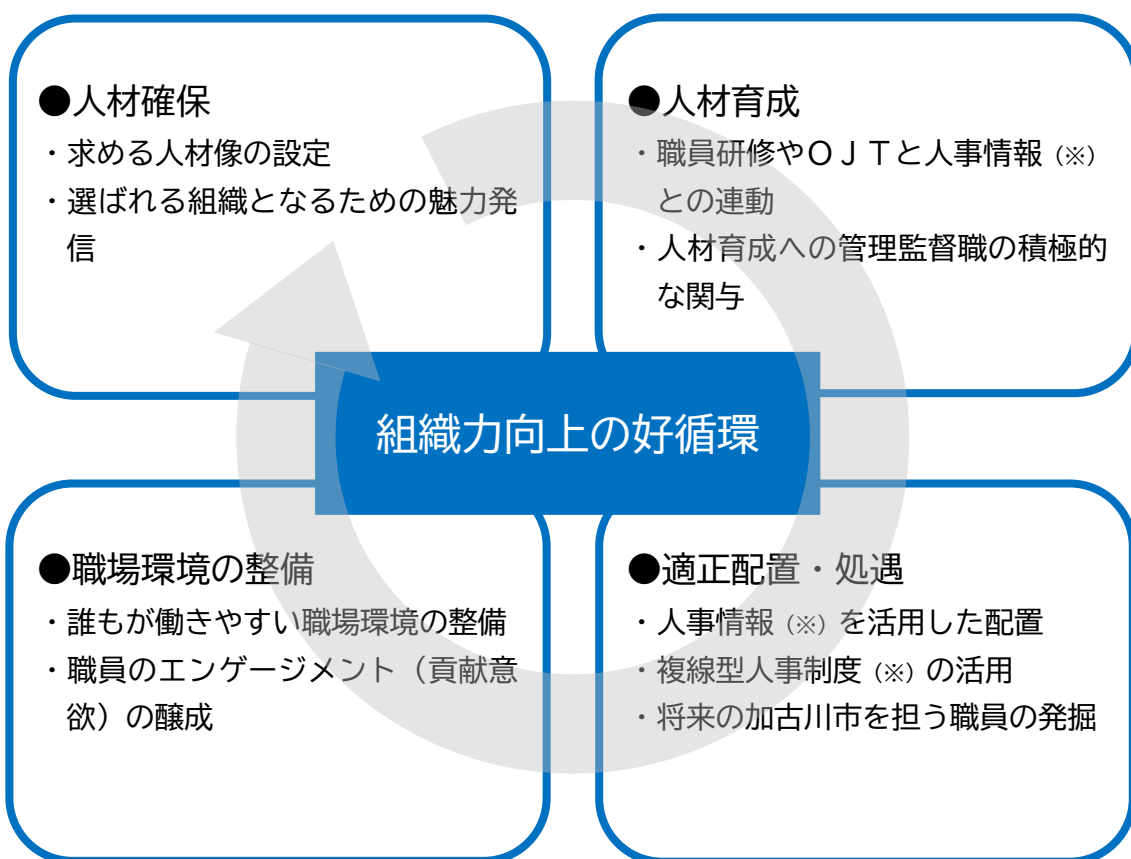 ●人材確保
・求める人材像の設定
・選ばれる組織となるための魅力発
信
●人材育成
・職員研修やＯＪＴと人事情報（※）
との連動
・人材育成への管理監督職の積極的
な関与
組織力向上の好循環
●職場環境の整備
・誰もが働きやすい職場環境の整備
・職員のエンゲージメント（貢献意
欲）の醸成
●適正配置・処遇
・人事情報（※）を活用した配置
・複線型人事制度（※）の活用
・将来の加古川市を担う職員の発掘